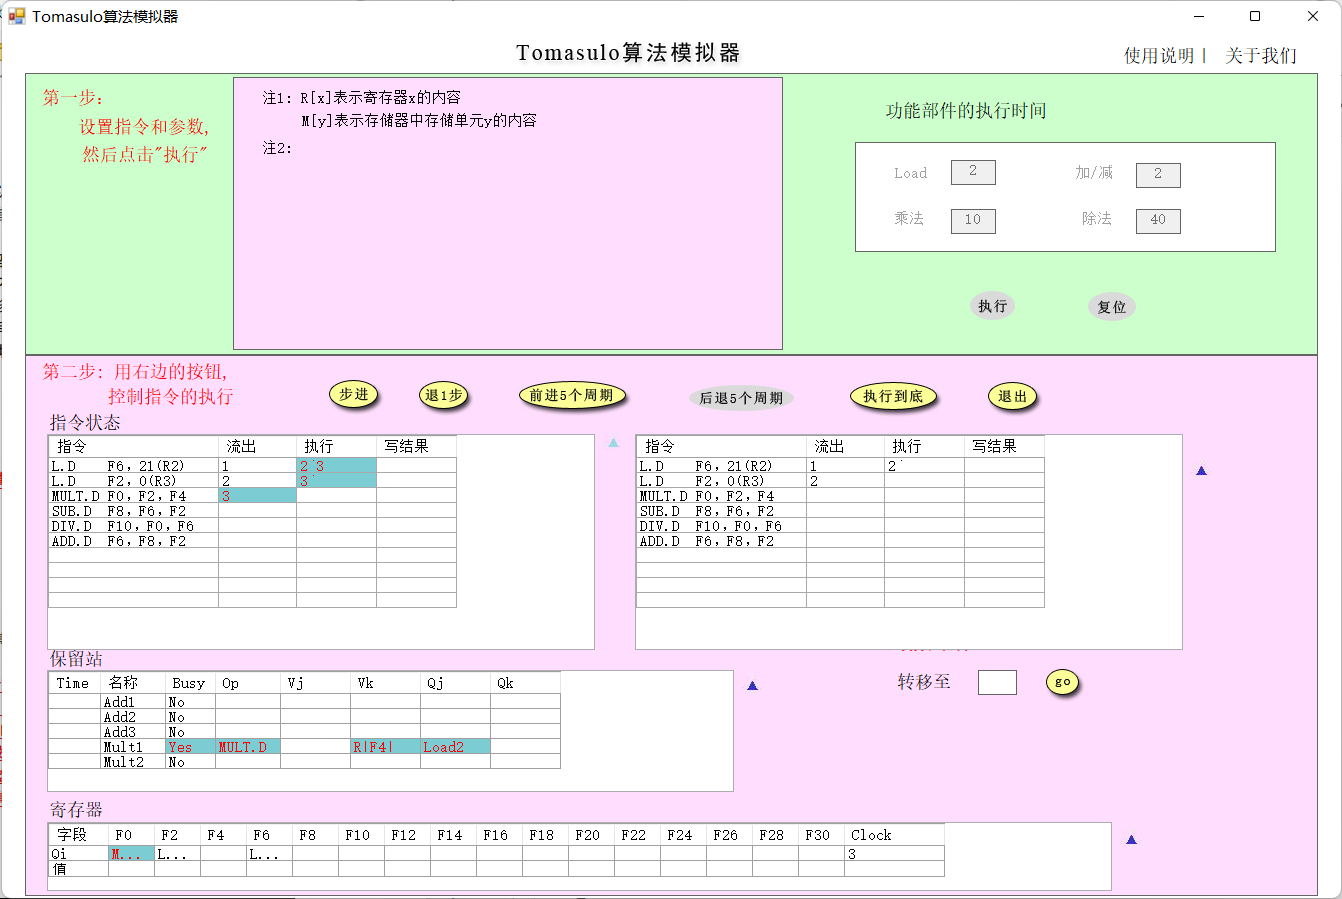 Tomasulo算法模拟器
Tomasulo算法模拟器
使用说明 | 关于我们
第一步:
设置指令和参数,
然后点击"执行"
注1: R[x]表示寄存器x的内容
M[y]表示存储器中存储单元y的内容
注2:
功能部件的执行时间
Load 2 加/减 2
乘法 10 除法 40
执行 复位
第二步: 用右边的按钮,
控制指令的执行
步进 退1步 前进5个周期 后退5个周期 执行到底 退出
指令状态
指令 流出 执行 写结果
L.D F6, 21(R2) 1 2~3
L.D F2, 0(R3) 2 3~
MULT.D F0, F2, F4 3
SUB.D F8, F6, F2
DIV.D F10, F0, F6
ADD.D F6, F8, F2
指令 流出 执行 写结果
L.D F6, 21(R2) 1 2~
L.D F2, 0(R3) 2
MULT.D F0, F2, F4
SUB.D F8, F6, F2
DIV.D F10, F0, F6
ADD.D F6, F8, F2
保留站
Time 名称 Busy Op Vj Vk Qj Qk
Add1 No
Add2 No
Add3 No
Mult1 Yes MULT.D R[F4] Load2
Mult2 No
转移至 go
寄存器
字段 F0 F2 F4 F6 F8 F10 F12 F14 F16 F18 F20 F22 F24 F26 F28 F30 Clock
Qi M... L... L... 3
值